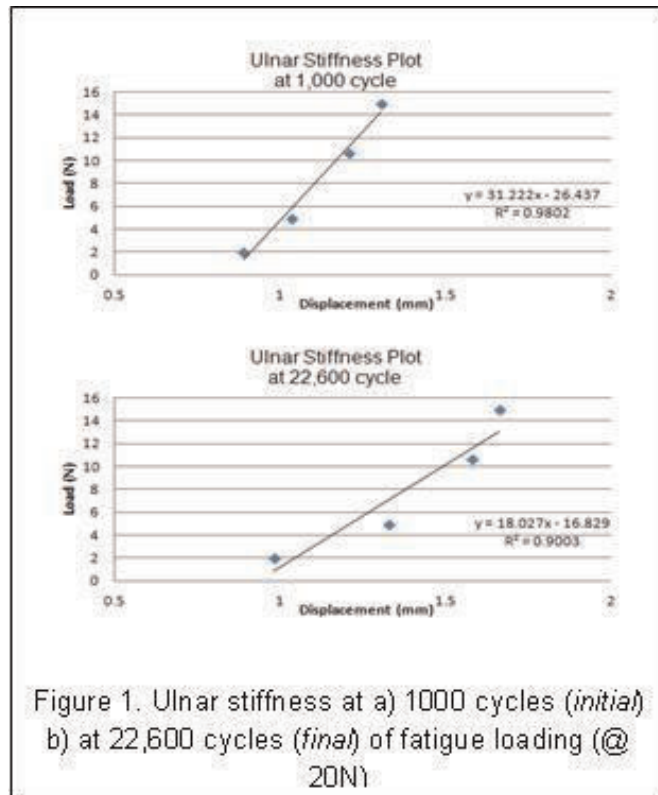 Ulnar Stiffness Plot
at 1,000 cycle
16
14
12
10
8
6
4
2
0
Load (N)
y = 31.222x - 26.437
R² = 0.9802
0.5
1
1.5
2
Displacement (mm)
Ulnar Stiffness Plot
at 22,600 cycle
16
14
12
10
8
6
4
2
0
Load (N)
y = 18.027x - 16.829
R² = 0.9003
0.5
1
1.5
2
Displacement (mm)
Figure 1. Ulnar stiffness at a) 1000 cycles (initial)
b) at 22,600 cycles (final) of fatigue loading (@
20N)